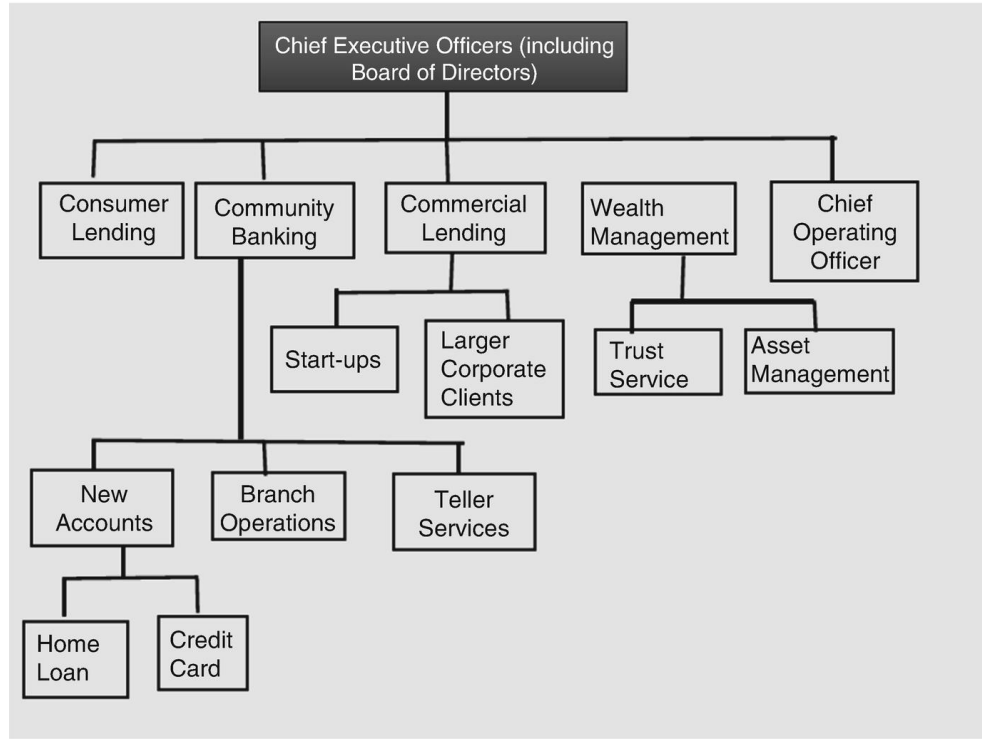 Chief Executive Officers (including
Board of Directors)
Consumer
Lending
Community
Banking
Commercial
Lending
Wealth
Management
Chief
Operating
Officer
Start-ups
Larger
Corporate
Clients
Trust
Service
Asset
Management
New
Accounts
Branch
Operations
Teller
Services
Home
Loan
Credit
Card